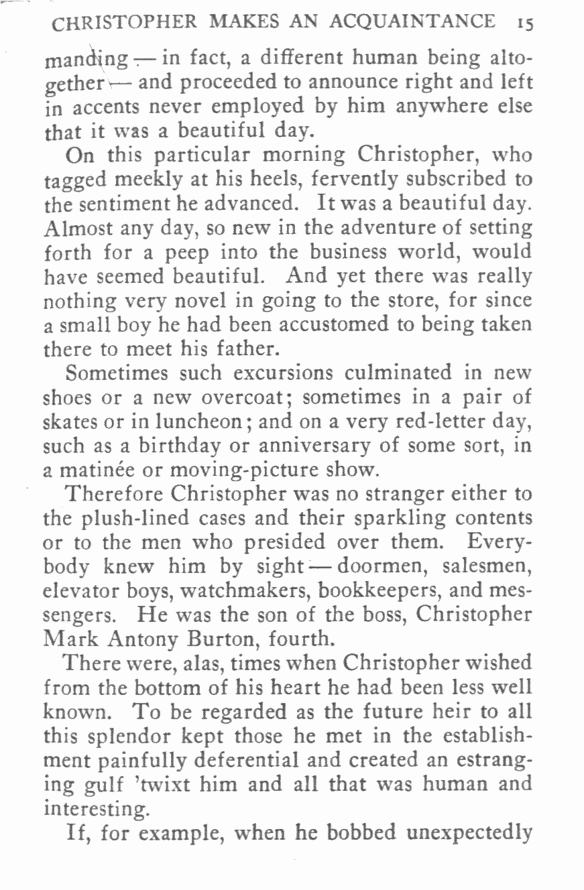 CHRISTOPHER MAKES AN ACQUAINTANCE 15
manding — in fact, a different human being alto-
gether — and proceeded to announce right and left
in accents never employed by him anywhere else
that it was a beautiful day.
On this particular morning Christopher, who
tagged meekly at his heels, fervently subscribed to
the sentiment he advanced. It was a beautiful day.
Almost any day, so new in the adventure of setting
forth for a peep into the business world, would
have seemed beautiful. And yet there was really
nothing very novel in going to the store, for since
a small boy he had been accustomed to being taken
there to meet his father.
Sometimes such excursions culminated in new
shoes or a new overcoat; sometimes in a pair of
skates or in luncheon; and on a very red-letter day,
such as a birthday or anniversary of some sort, in
a matinée or moving-picture show.
Therefore Christopher was no stranger either to
the plush-lined cases and their sparkling contents
or to the men who presided over them. Every-
body knew him by sight — doormen, salesmen,
elevator boys, watchmakers, bookkeepers, and mes-
sengers. He was the son of the boss, Christopher
Mark Antony Burton, fourth.
There were, alas, times when Christopher wished
from the bottom of his heart he had been less well
known. To be regarded as the future heir to all
this splendor kept those he met in the establish-
ment painfully deferential and created an estrang-
ing gulf 'twixt him and all that was human and
interesting.
If, for example, when he bobbed unexpectedly